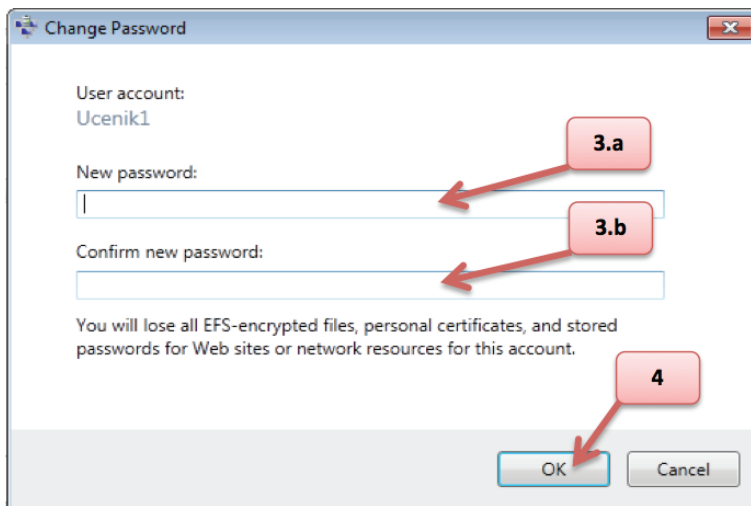 Change Password
User account:
Ucenik1
3.a
New password:
3.b
Confirm new password:
You will lose all EFS-encrypted files, personal certificates, and stored
passwords for Web sites or network resources for this account.
4
OK
Cancel